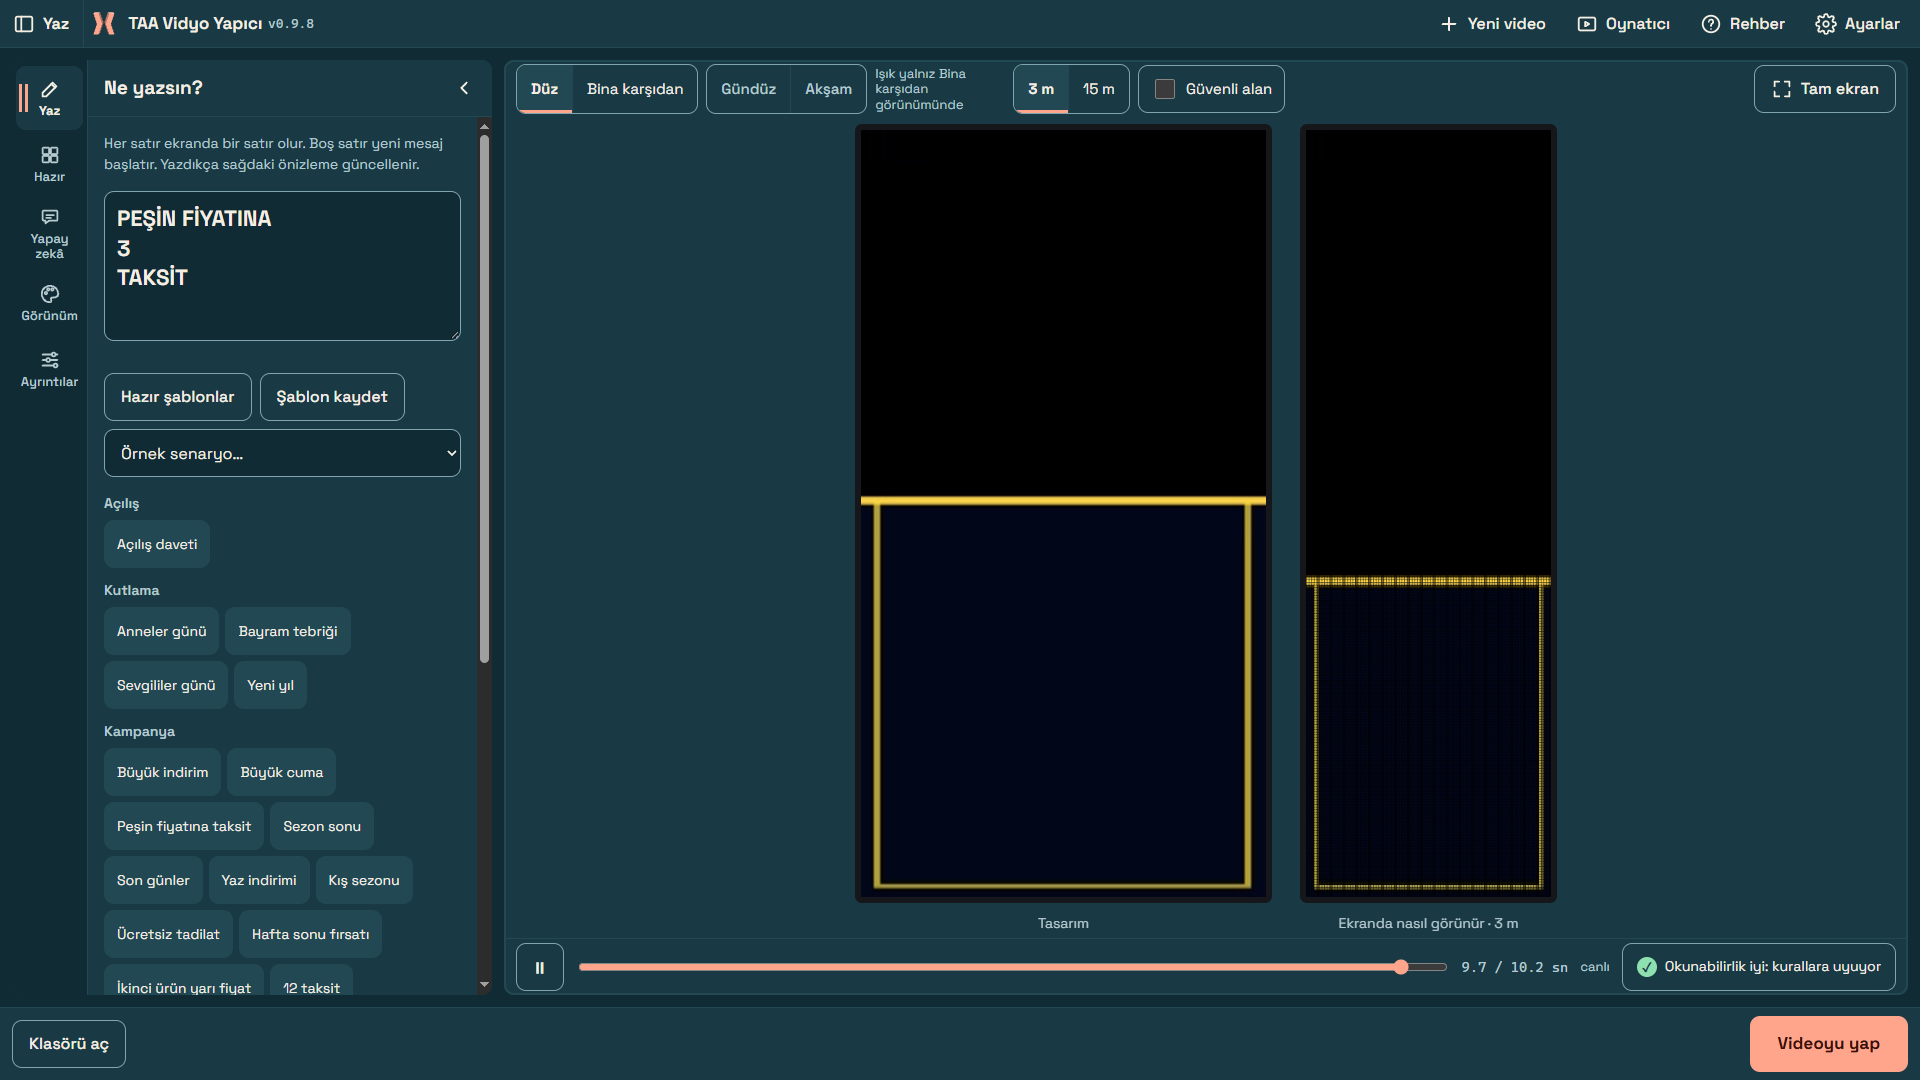 Yaz
TAA Vidyo Yapıcı v0.9.8
Yeni video
Oynatıcı
Rehber
Ayarlar
Yaz
Hazır
Yapay
zekâ
Görünüm
Ayrıntılar
Ne yazsın?
Her satır ekranda bir satır olur. Boş satır yeni mesaj
başlatır. Yazdıkça sağdaki önizleme güncellenir.
PEŞİN FİYATINA
3
TAKSİT
Hazır şablonlar
Şablon kaydet
Örnek senaryo...
Açılış
Açılış daveti
Kutlama
Anneler günü
Bayram tebriği
Sevgililer günü
Yeni yıl
Kampanya
Büyük indirim
Büyük cuma
Peşin fiyatına taksit
Sezon sonu
Son günler
Yaz indirimi
Kış sezonu
Ücretsiz tadilat
Hafta sonu fırsatı
İkinci ürün yarı fiyat
12 taksit
Düz
Bina karşıdan
Gündüz
Akşam
Işık yalnız Bina
karşıdan
görünümünde
3 m
15 m
Güvenli alan
Tam ekran
Tasarım
Ekranda nasıl görünür · 3 m
9.7 / 10.2 sn
canlı
Okunabilirlik iyi: kurallara uyuyor
Klasörü aç
Videoyu yap